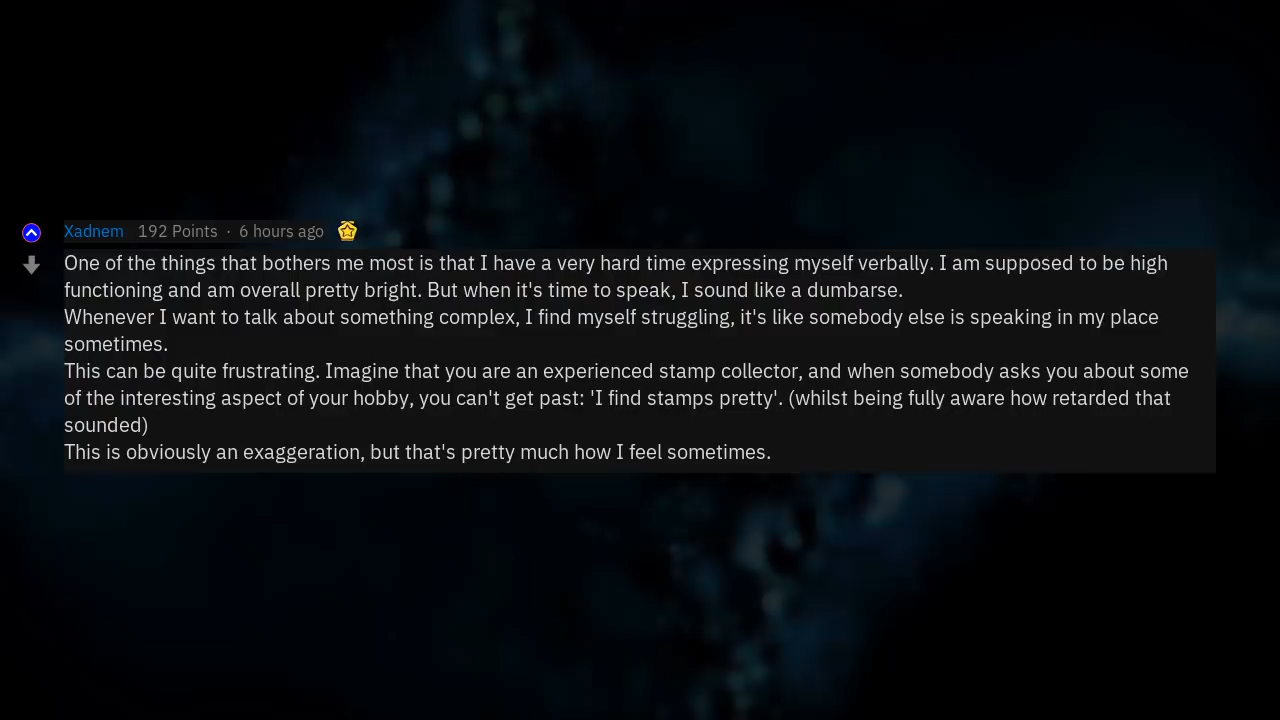 Xadnem 192 Points · 6 hours ago
One of the things that bothers me most is that I have a very hard time expressing myself verbally. I am supposed to be high
functioning and am overall pretty bright. But when it's time to speak, I sound like a dumbarse.
Whenever I want to talk about something complex, I find myself struggling, it's like somebody else is speaking in my place
sometimes.
This can be quite frustrating. Imagine that you are an experienced stamp collector, and when somebody asks you about some
of the interesting aspect of your hobby, you can't get past: 'I find stamps pretty'. (whilst being fully aware how retarded that
sounded)
This is obviously an exaggeration, but that's pretty much how I feel sometimes.